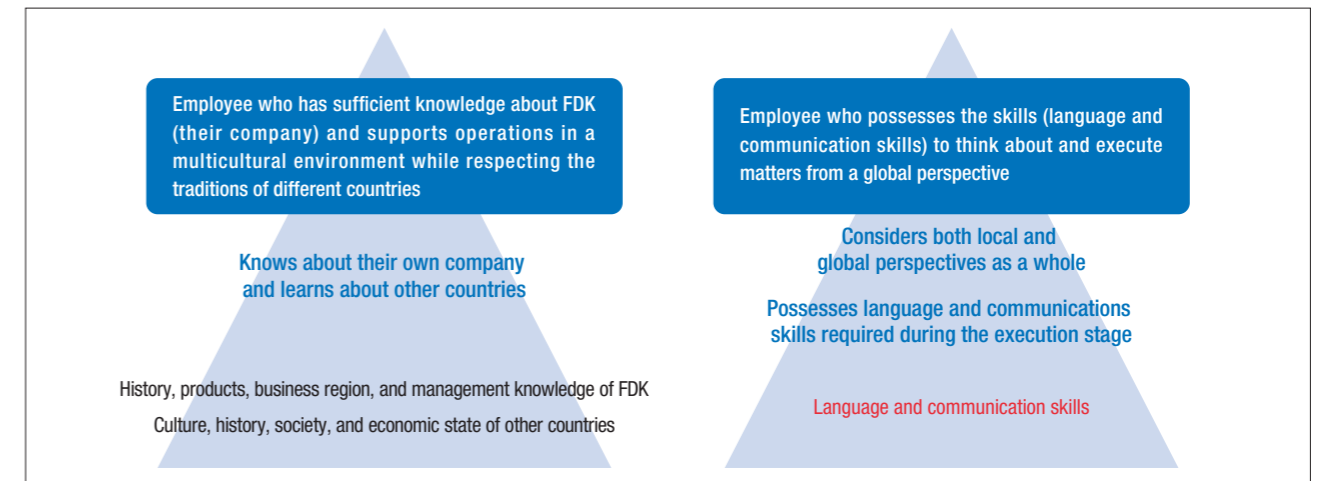 Employee who has sufficient knowledge about FDK
(their company) and supports operations in a
multicultural environment while respecting the
traditions of different countries
Knows about their own company
and learns about other countries
History, products, business region, and management knowledge of FDK
Culture, history, society, and economic state of other countries
Employee who possesses the skills (language and
communication skills) to think about and execute
matters from a global perspective
Considers both local and
global perspectives as a whole
Possesses language and communications
skills required during the execution stage
Language and communication skills